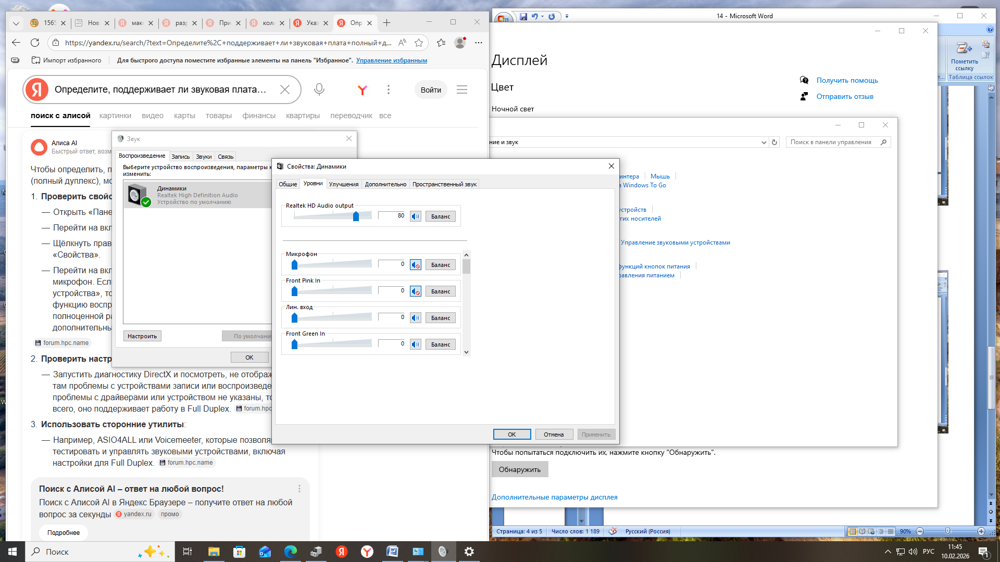 1565
Нов
мак
раз
При
коли
Ука
Опр
https://yandex.ru/search/?text=Определите%2C+поддерживает+ли+звуковая+плата+полный+д...
Импорт избранного
Для быстрого доступа поместите избранные элементы на панель "Избранное". Управление избранным
Определите, поддерживает ли звуковая плата...
Войти
поиск с алисой картинки видео карты товары финансы квартиры переводчик все
Алиса AI
Быстрый ответ, возм
Чтобы определить, п
(полный дуплекс), мо
1. Проверить свойс
— Открыть «Пане
— Перейти на вкл
— Щёлкнуть прав
«Свойства».
— Перейти на вкл
микрофон. Есл
устройства», то
функцию воспр
полноценной ра
дополнительны
forum.hpc.name
2. Проверить настр
— Запустить диагностику DirectX и посмотреть, не отображ
там проблемы с устройствами записи или воспроизведе
проблемы с драйверами или устройством не указаны, то
всего, оно поддерживает работу в Full Duplex. forum.hpc
3. Использовать сторонние утилиты:
— Например, ASIO4ALL или Voicemeeter, которые позволя
тестировать и управлять звуковыми устройствами, включая
настройки для Full Duplex. forum.hpc.name
Поиск с Алисой AI – ответ на любой вопрос!
Поиск с Алисой AI в Яндекс Браузере – получите ответ на любой
вопрос за секунды yandex.ru промо
Подробнее
Звук
Воспроизведение Запись Звуки Связь
Выберите устройство воспроизведения, параметры к
изменить:
Динамики
Realtek High Definition Audio
Устройство по умолчанию
Настроить
По умолчани
ОК
Свойства: Динамики
Общие Уровни Улучшения Дополнительно Пространственный звук
Realtek HD Audio output
80
Баланс
Микрофон
0
Баланс
Front Pink In
0
Баланс
Лин. вход
0
Баланс
Front Green In
0
Баланс
ОК
Отмена
Применить
14 - Microsoft Word
Пометить
ссылку
Таблица ссылок
Дисплей
Цвет
Ночной свет
Получить помощь
Отправить отзыв
ние и звук
Поиск в панели управления
интера
Мышь
а Windows To Go
устройств
гих носителей
Управление звуковыми устройствами
функций кнопок питания
равления питанием
Чтобы попытаться подключить их, нажмите кнопку "Обнаружить".
Обнаружить
Дополнительные параметры дисплея
Страница: 4 из 5
Число слов: 1 189
Русский (Россия)
90%
Поиск
РУС
11:45
10.02.2026
1